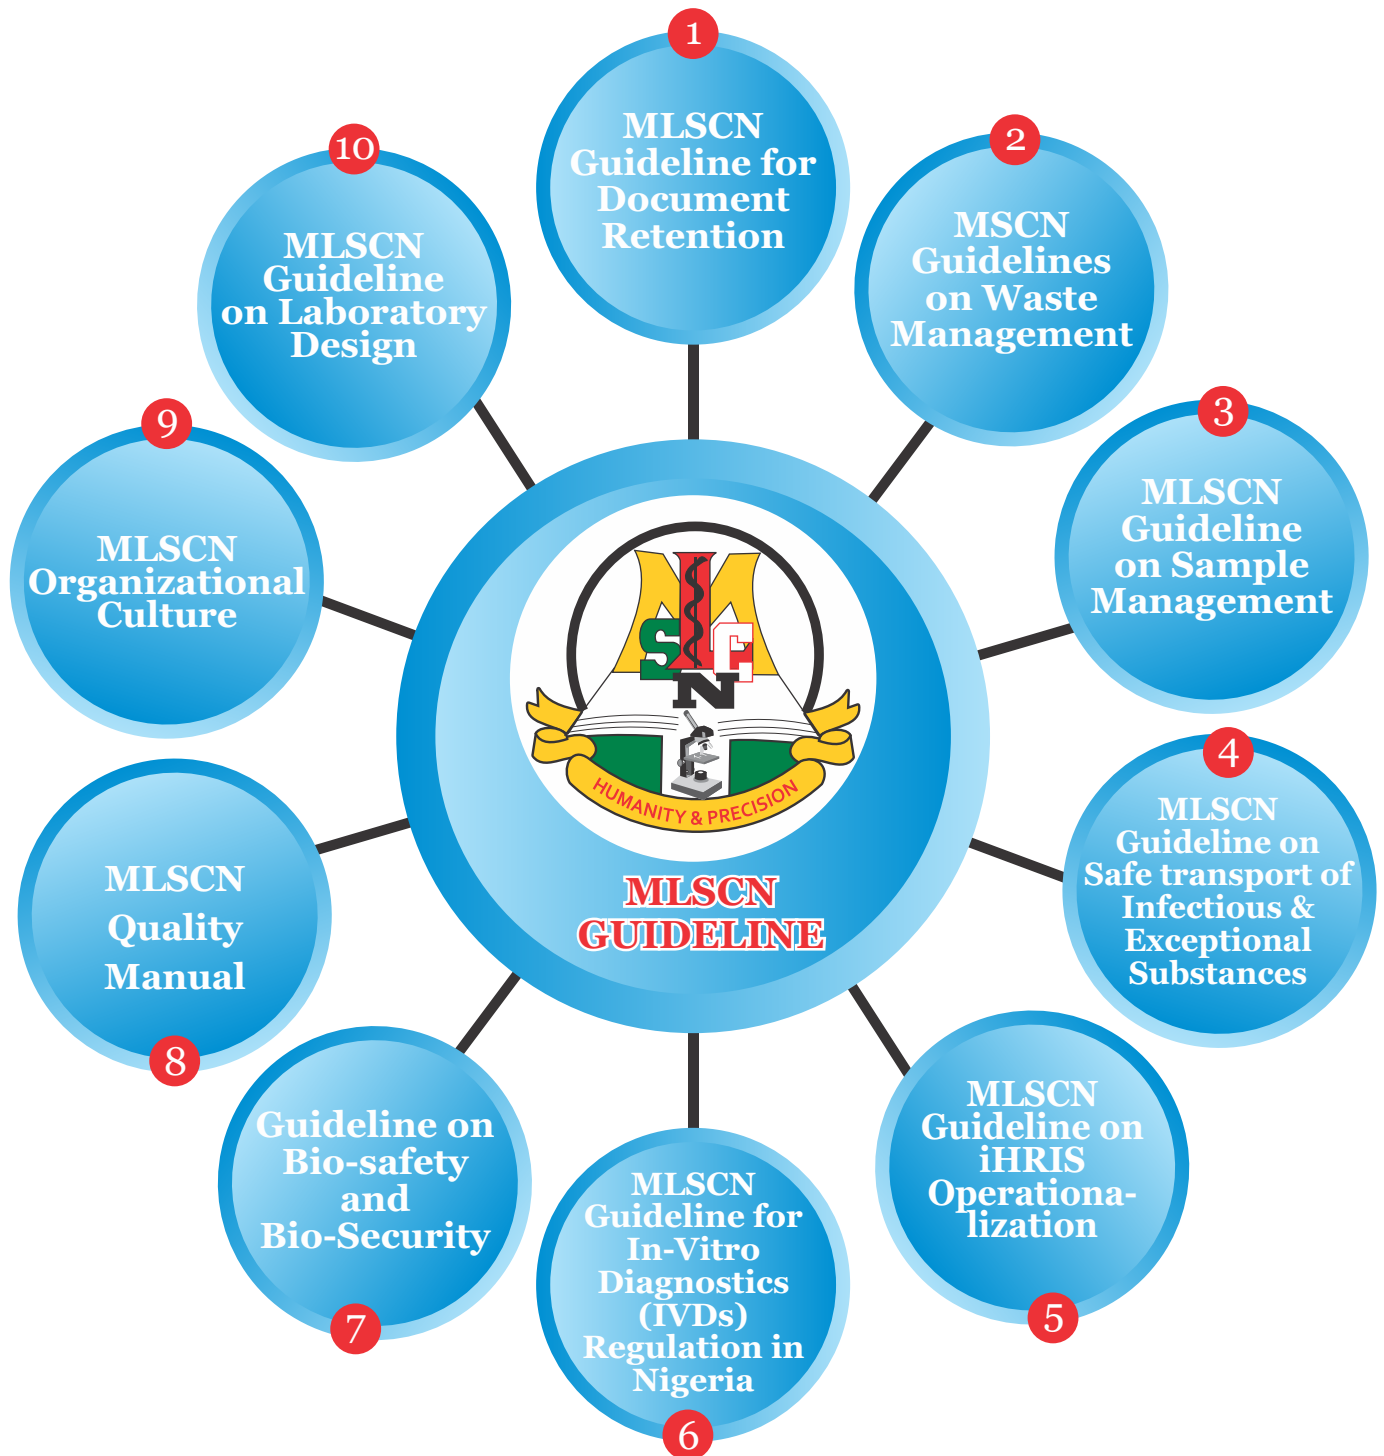 1
MLSCN
Guideline for
Document
Retention
2
MSCN
Guidelines
on Waste
Management
3
MLSCN
Guideline
on Sample
Management
4
MLSCN
Guideline on
Safe transport of
Infectious &
Exceptional
Substances
MLSCN
Guideline on
iHRIS
Operationa-
lization
5
MLSCN
Guideline for
In-Vitro
Diagnostics
(IVDs)
Regulation in
Nigeria
6
Guideline on
Bio-safety
and
Bio-Security
7
MLSCN
Quality
Manual
8
9
MLSCN
Organizational
Culture
10
MLSCN
Guideline
on Laboratory
Design
M L
S C
N
HUMANITY & PRECISION
MLSCN
GUIDELINE